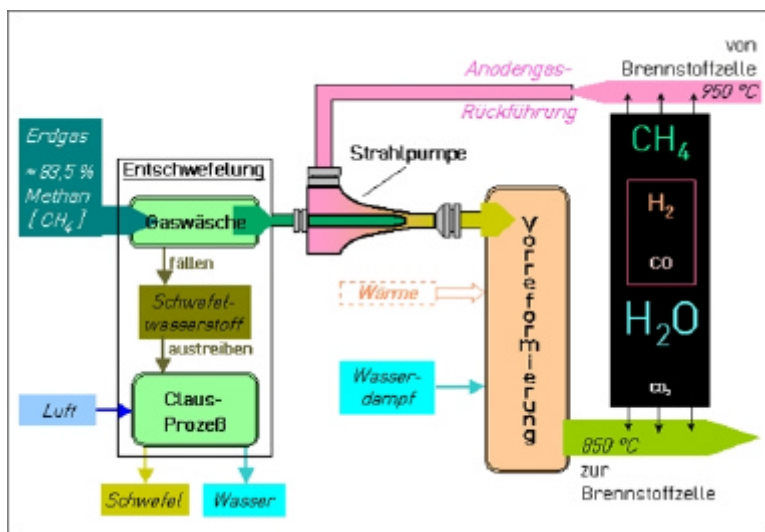 von
Brennstoffzelle
950 °C
Anodengas-
Rückführung
Erdgas
≈ 83,5 %
Methan
[CH₄]
Entschwefelung
Strahlpumpe
Gaswäsche
fällen
Schwefel-
wasserstoff
austreiben
Claus-
Prozeß
Luft
Schwefel
Wasser
Wärme
Wasser-
dampf
Vorreformierung
CH₄
H₂
CO
H₂O
CO₂
850 °C
zur
Brennstoffzelle